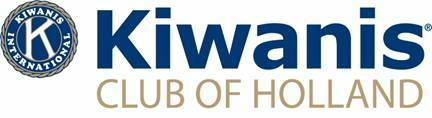 KIWANIS
K
INTERNATIONAL
Kiwanis®
CLUB OF HOLLAND